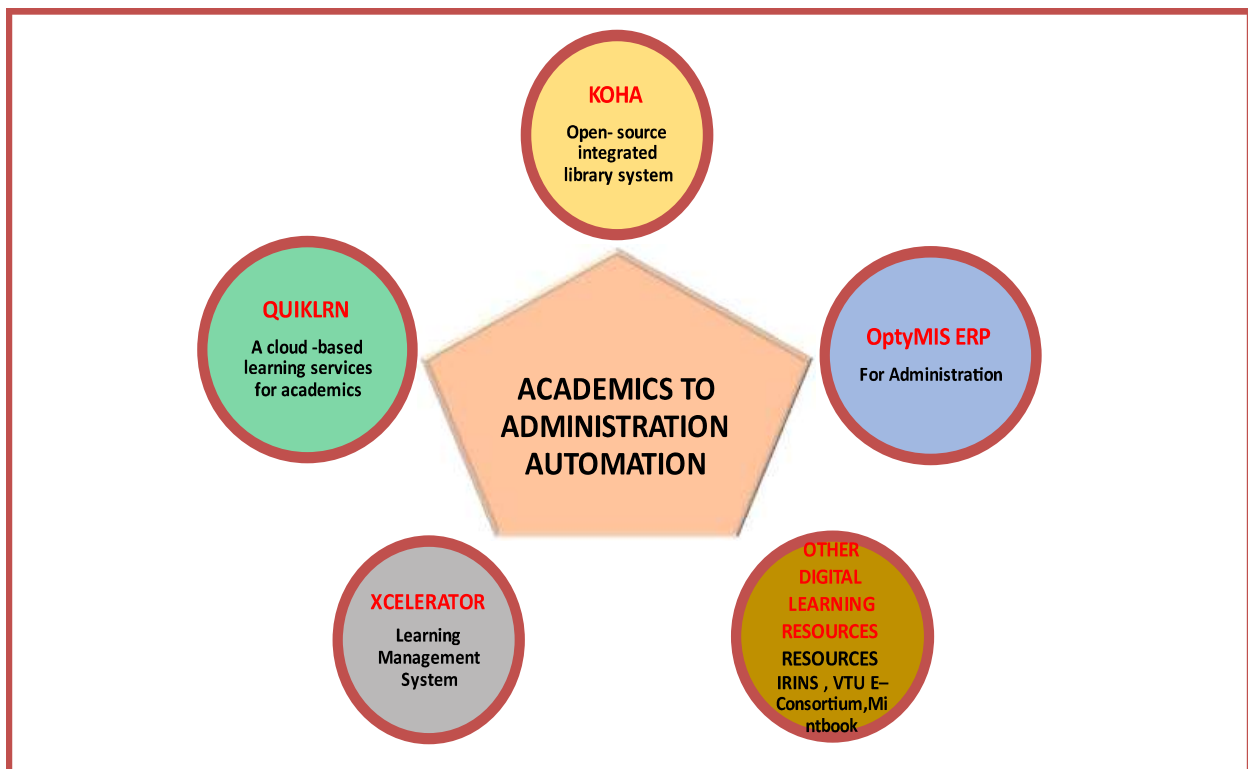 KOHA
Open- source
integrated
library system
QUIKLRN
A cloud -based
learning services
for academics
OptyMIS ERP
For Administration
ACADEMICS TO
ADMINISTRATION
AUTOMATION
XCELERATOR
Learning
Management
System
OTHER
DIGITAL
LEARNING
RESOURCES
RESOURCES
IRINS , VTU E–
Consortium,Mi
ntbook